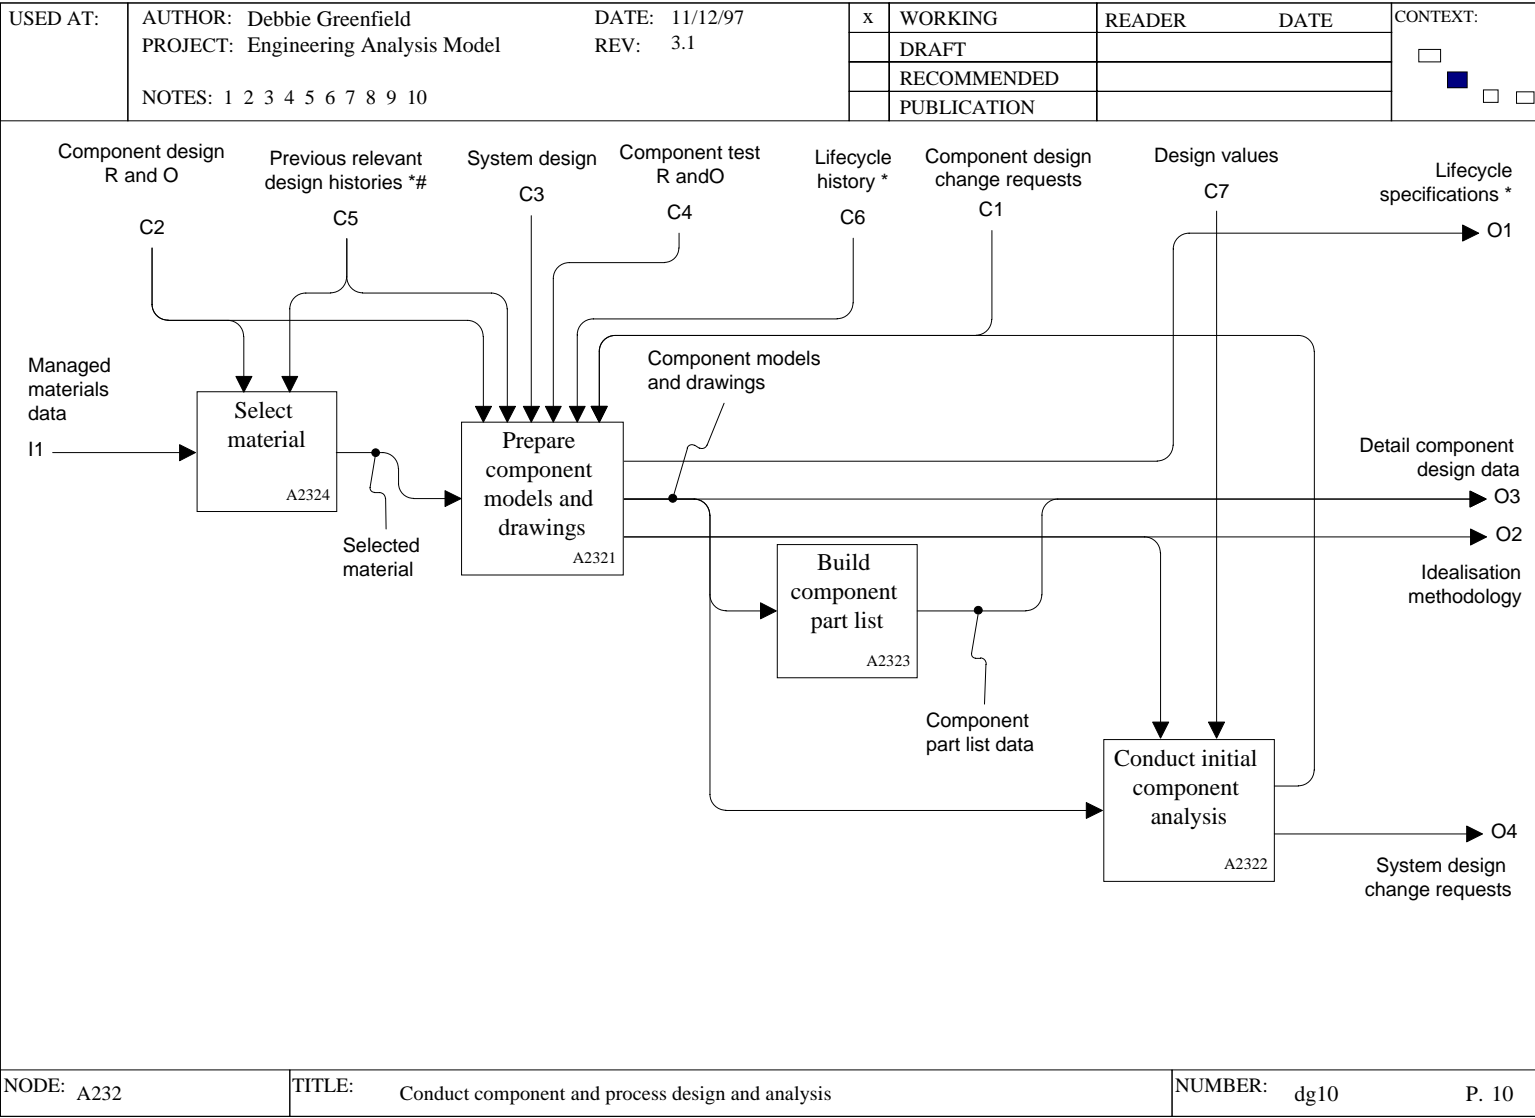 USED AT:
AUTHOR: Debbie Greenfield
DATE: 11/12/97
x WORKING
READER DATE
CONTEXT:
PROJECT: Engineering Analysis Model
REV: 3.1
DRAFT
RECOMMENDED
NOTES: 1 2 3 4 5 6 7 8 9 10
PUBLICATION
Component design
R and O
C2
Previous relevant
design histories *#
C5
System design
C3
Component test
R andO
C4
Lifecycle
history *
C6
Component design
change requests
C1
Design values
C7
Lifecycle
specifications *
O1
Managed
materials
data
I1
Select
material
A2324
Selected
material
Prepare
component
models and
drawings
A2321
Component models
and drawings
Detail component
design data
O3
O2
Idealisation
methodology
Build
component
part list
A2323
Component
part list data
Conduct initial
component
analysis
A2322
O4
System design
change requests
NODE: A232
TITLE: Conduct component and process design and analysis
NUMBER: dg10
P. 10